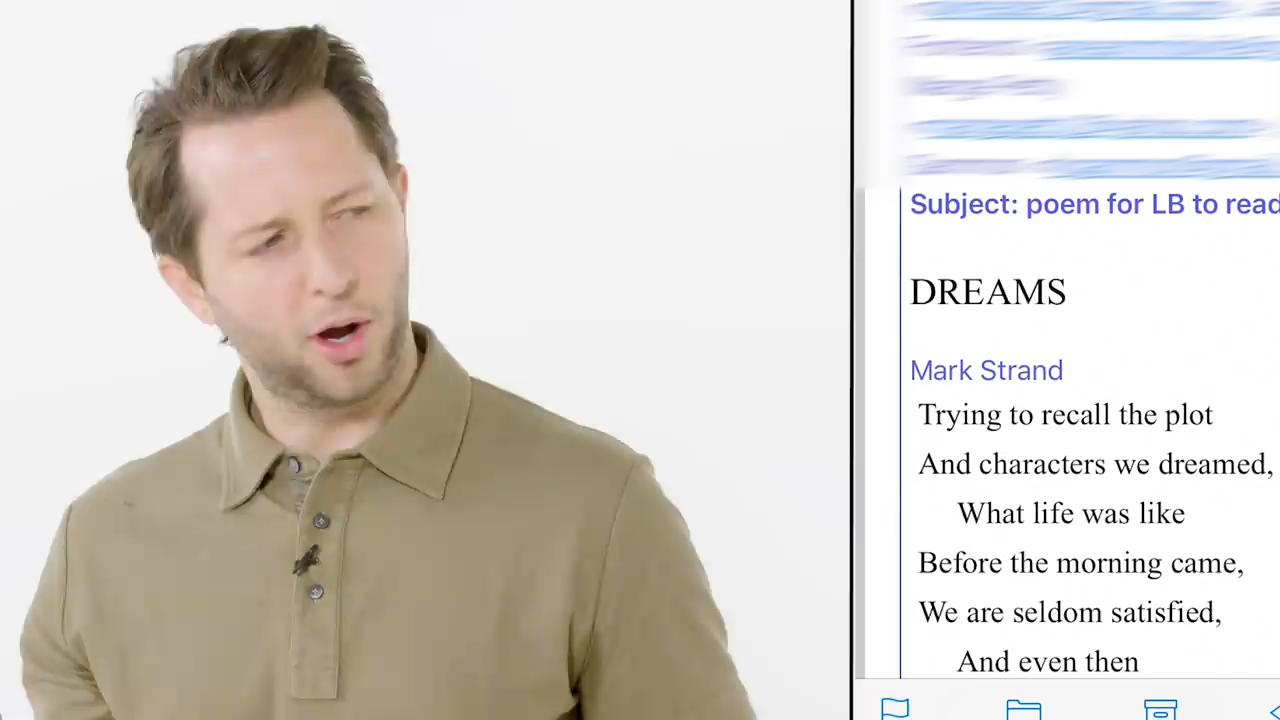 Subject: poem for LB to read
DREAMS
Mark Strand
Trying to recall the plot
And characters we dreamed,
What life was like
Before the morning came,
We are seldom satisfied,
And even then